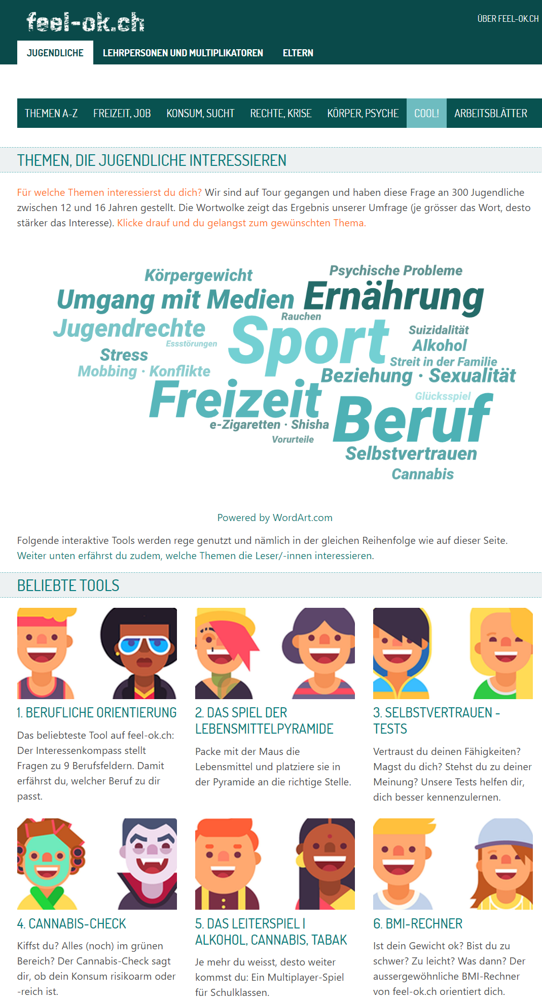 feel-ok.ch
ÜBER FEEL-OK.CH
JUGENDLICHE LEHRPERSONEN UND MULTIPLIKATOREN ELTERN
THEMEN A-Z FREIZEIT, JOB KONSUM, SUCHT RECHTE, KRISE KÖRPER, PSYCHE COOL! ARBEITSBLÄTTER
THEMEN, DIE JUGENDLICHE INTERESSIEREN
Für welche Themen interessierst du dich? Wir sind auf Tour gegangen und haben diese Frage an 300 Jugendliche
zwischen 12 und 16 Jahren gestellt. Die Wortwolke zeigt das Ergebnis unserer Umfrage (je grösser das Wort, desto
stärker das Interesse). Klicke drauf und du gelangst zum gewünschten Thema.
Psychische Probleme
Körpergewicht
Ernährung
Umgang mit Medien
Rauchen
Jugendrechte
Sport
Suizidalität
Essstörungen
Alkohol
Stress
Streit in der Familie
Mobbing · Konflikte
Beziehung · Sexualität
Freizeit
Glücksspiel
Beruf
e-Zigaretten · Shisha
Vorurteile
Selbstvertrauen
Cannabis
Powered by WordArt.com
Folgende interaktive Tools werden rege genutzt und nämlich in der gleichen Reihenfolge wie auf dieser Seite.
Weiter unten erfährst du zudem, welche Themen die Leser/-innen interessieren.
BELIEBTE TOOLS
1. BERUFLICHE ORIENTIERUNG
Das beliebteste Tool auf feel-ok.ch:
Der Interessenkompass stellt
Fragen zu 9 Berufsfeldern. Damit
erfährst du, welcher Beruf zu dir
passt.
2. DAS SPIEL DER
LEBENSMITTELPYRAMIDE
Packe mit der Maus die
Lebensmittel und platziere sie in
der Pyramide an die richtige Stelle.
3. SELBSTVERTRAUEN -
TESTS
Vertraust du deinen Fähigkeiten?
Magst du dich? Stehst du zu deiner
Meinung? Unsere Tests helfen dir,
dich besser kennenzulernen.
4. CANNABIS-CHECK
Kiffst du? Alles (noch) im grünen
Bereich? Der Cannabis-Check sagt
dir, ob dein Konsum risikoarm oder
-reich ist.
5. DAS LEITERSPIEL |
ALKOHOL, CANNABIS, TABAK
Je mehr du weisst, desto weiter
kommst du: Ein Multiplayer-Spiel
für Schulklassen.
6. BMI-RECHNER
Ist dein Gewicht ok? Bist du zu
schwer? Zu leicht? Was dann? Der
aussergewöhnliche BMI-Rechner
von feel-ok.ch orientiert dich.